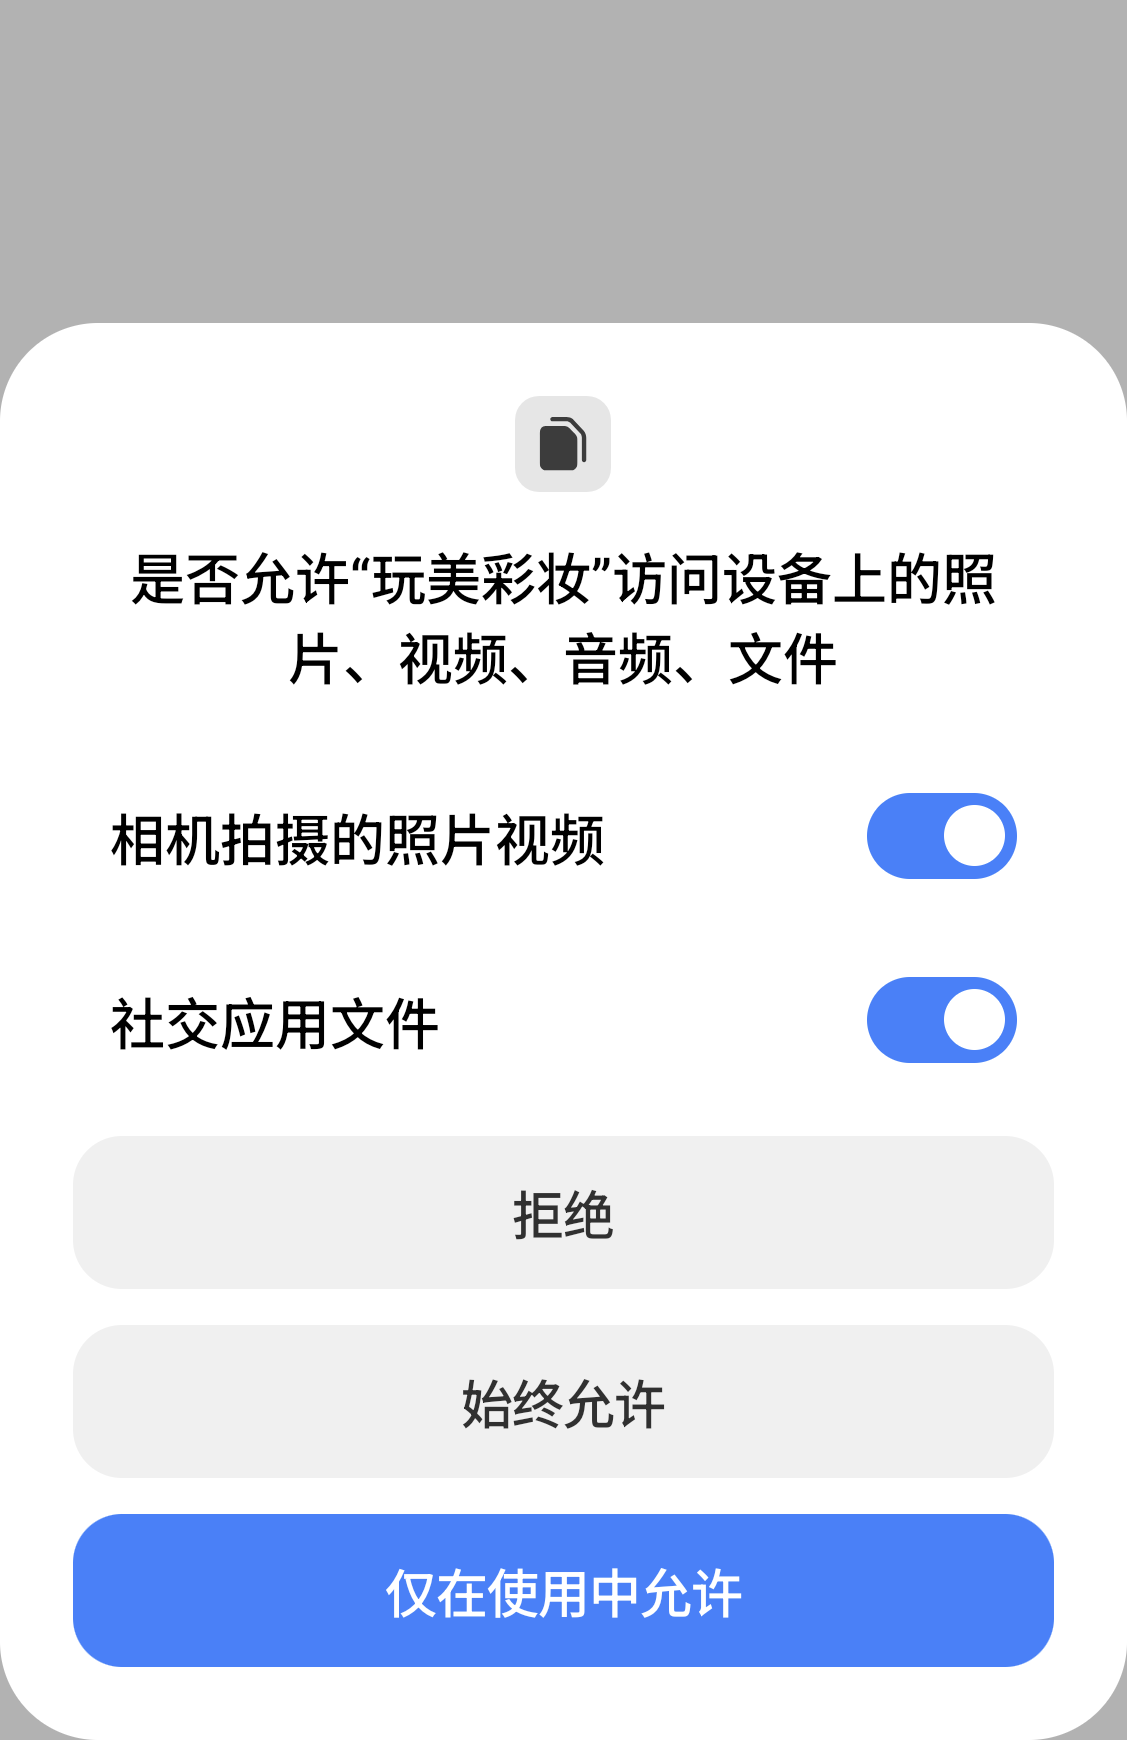 是否允许“玩美彩妆”访问设备上的照
片、视频、音频、文件
相机拍摄的照片视频
社交应用文件
拒绝
始终允许
仅在使用中允许